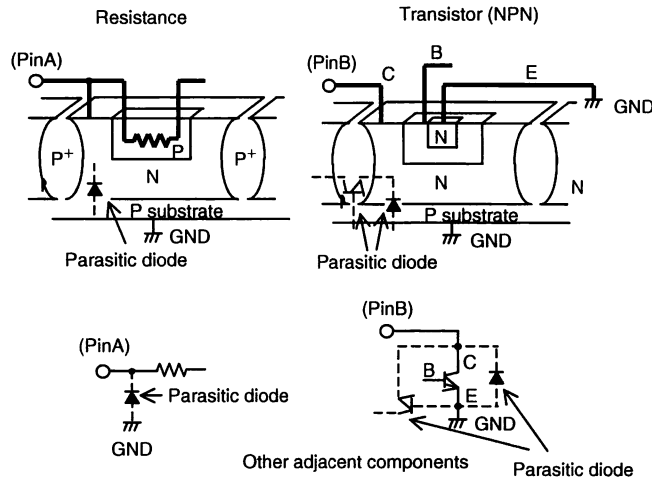 Resistance
Transistor (NPN)
(PinA)
(PinB)
C
B
E
GND
P+
P
P+
N
N
N
N
P substrate
P substrate
GND
GND
Parasitic diode
Parasitic diode
(PinA)
Parasitic diode
GND
(PinB)
C
B
E
GND
Other adjacent components
Parasitic diode